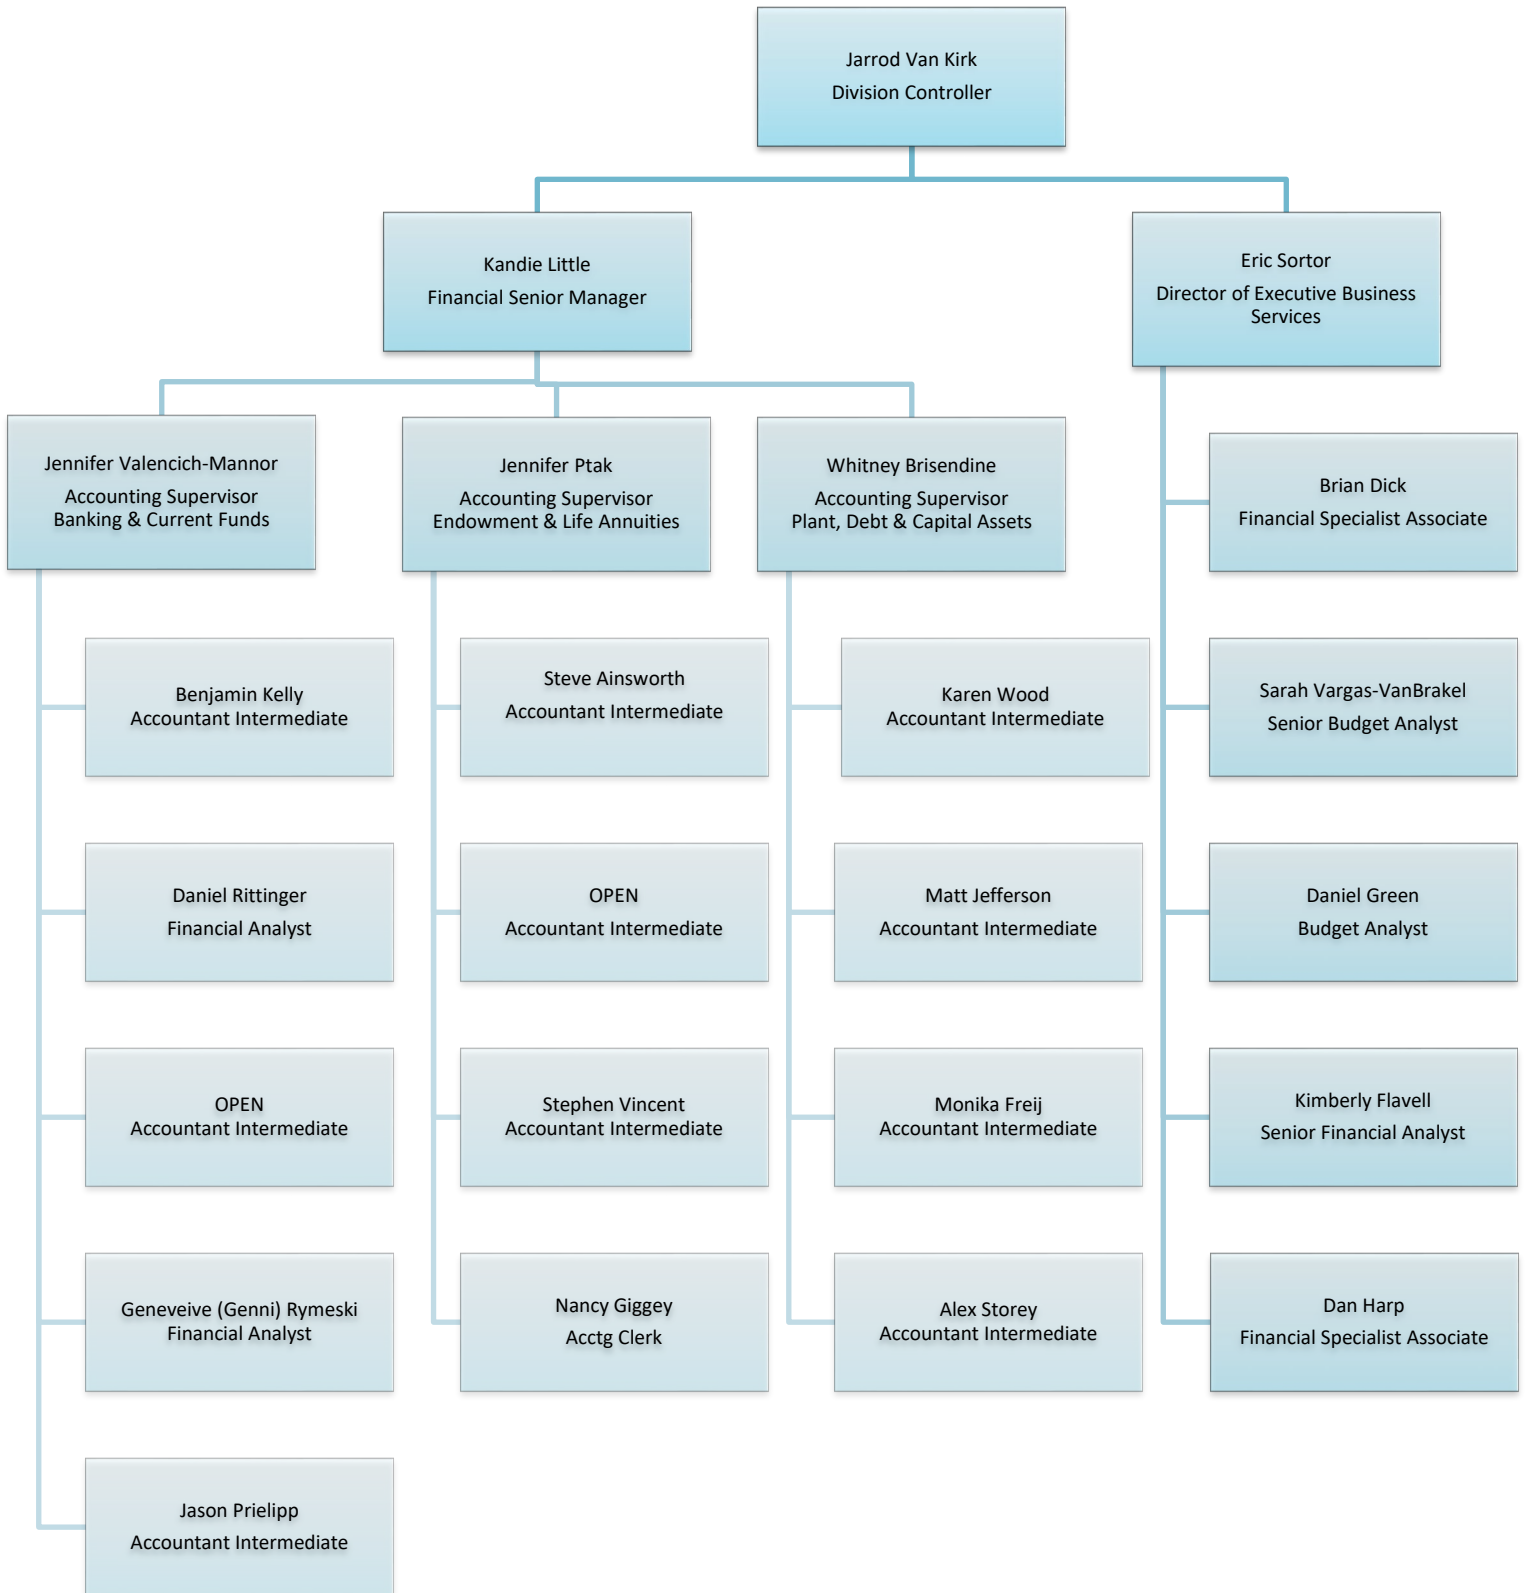 Jarrod Van Kirk
Division Controller
Kandie Little
Financial Senior Manager
Eric Sortor
Director of Executive Business
Services
Jennifer Valencich-Mannor
Accounting Supervisor
Banking & Current Funds
Jennifer Ptak
Accounting Supervisor
Endowment & Life Annuities
Whitney Brisendine
Accounting Supervisor
Plant, Debt & Capital Assets
Brian Dick
Financial Specialist Associate
Benjamin Kelly
Accountant Intermediate
Steve Ainsworth
Accountant Intermediate
Karen Wood
Accountant Intermediate
Sarah Vargas-VanBrakel
Senior Budget Analyst
Daniel Rittinger
Financial Analyst
OPEN
Accountant Intermediate
Matt Jefferson
Accountant Intermediate
Daniel Green
Budget Analyst
OPEN
Accountant Intermediate
Stephen Vincent
Accountant Intermediate
Monika Freij
Accountant Intermediate
Kimberly Flavell
Senior Financial Analyst
Geneveive (Genni) Rymeski
Financial Analyst
Nancy Giggey
Acctg Clerk
Alex Storey
Accountant Intermediate
Dan Harp
Financial Specialist Associate
Jason Prielipp
Accountant Intermediate